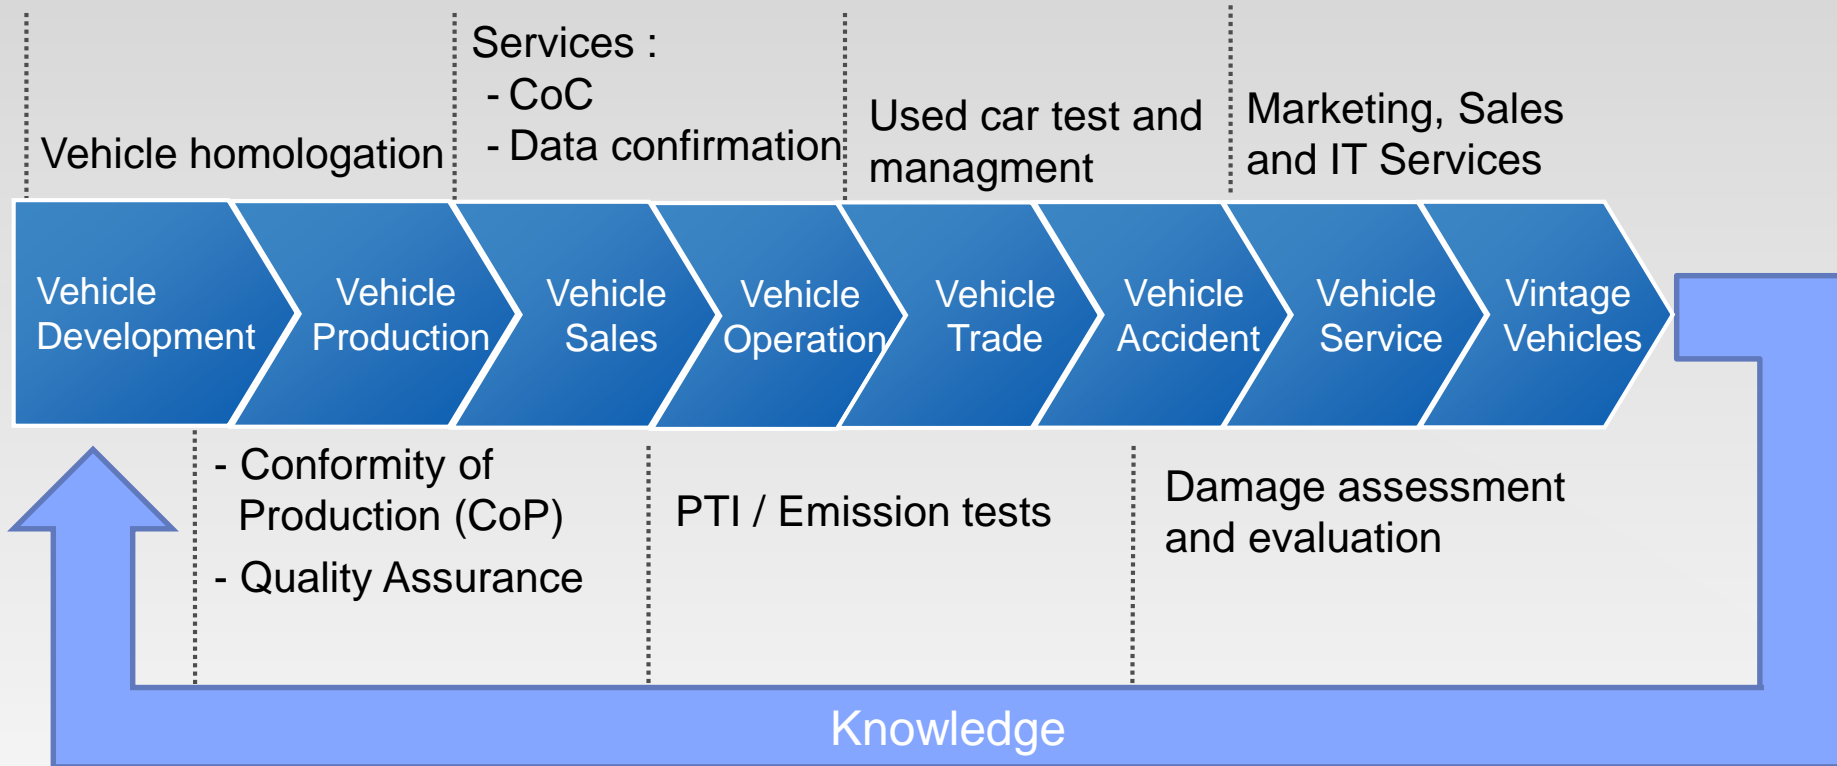 Services :
- CoC
- Data confirmation
Vehicle homologation
Used car test and
managment
Marketing, Sales
and IT Services
Vehicle
Development
Vehicle
Production
Vehicle
Sales
Vehicle
Operation
Vehicle
Trade
Vehicle
Accident
Vehicle
Service
Vintage
Vehicles
- Conformity of
Production (CoP)
- Quality Assurance
PTI / Emission tests
Damage assessment
and evaluation
Knowledge